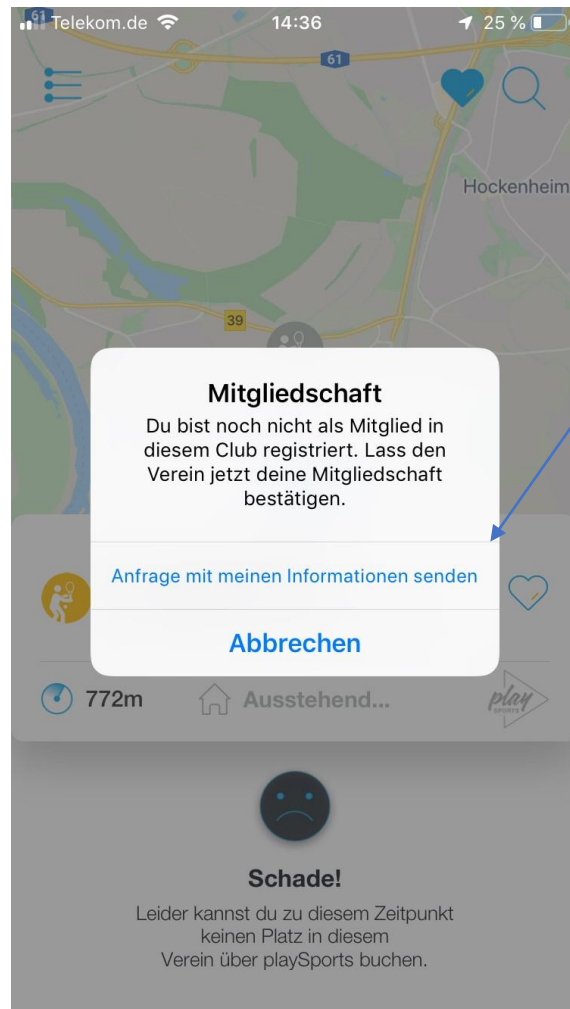 61
Telekom.de 14:36 25 %
61
Hockenheim
39
Mitgliedschaft
Du bist noch nicht als Mitglied in
diesem Club registriert. Lass den
Verein jetzt deine Mitgliedschaft
bestätigen.
Anfrage mit meinen Informationen senden
Abbrechen
772m Ausstehend... play
SPORTS
Schade!
Leider kannst du zu diesem Zeitpunkt
keinen Platz in diesem
Verein über playSports buchen.